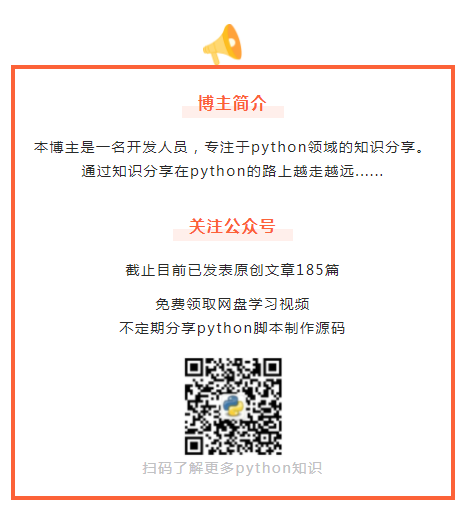 博主简介
本博主是一名开发人员，专注于python领域的知识分享。
通过知识分享在python的路上越走越远......
关注公众号
截止目前已发表原创文章185篇
免费领取网盘学习视频
不定期分享python脚本制作源码
扫码了解更多python知识